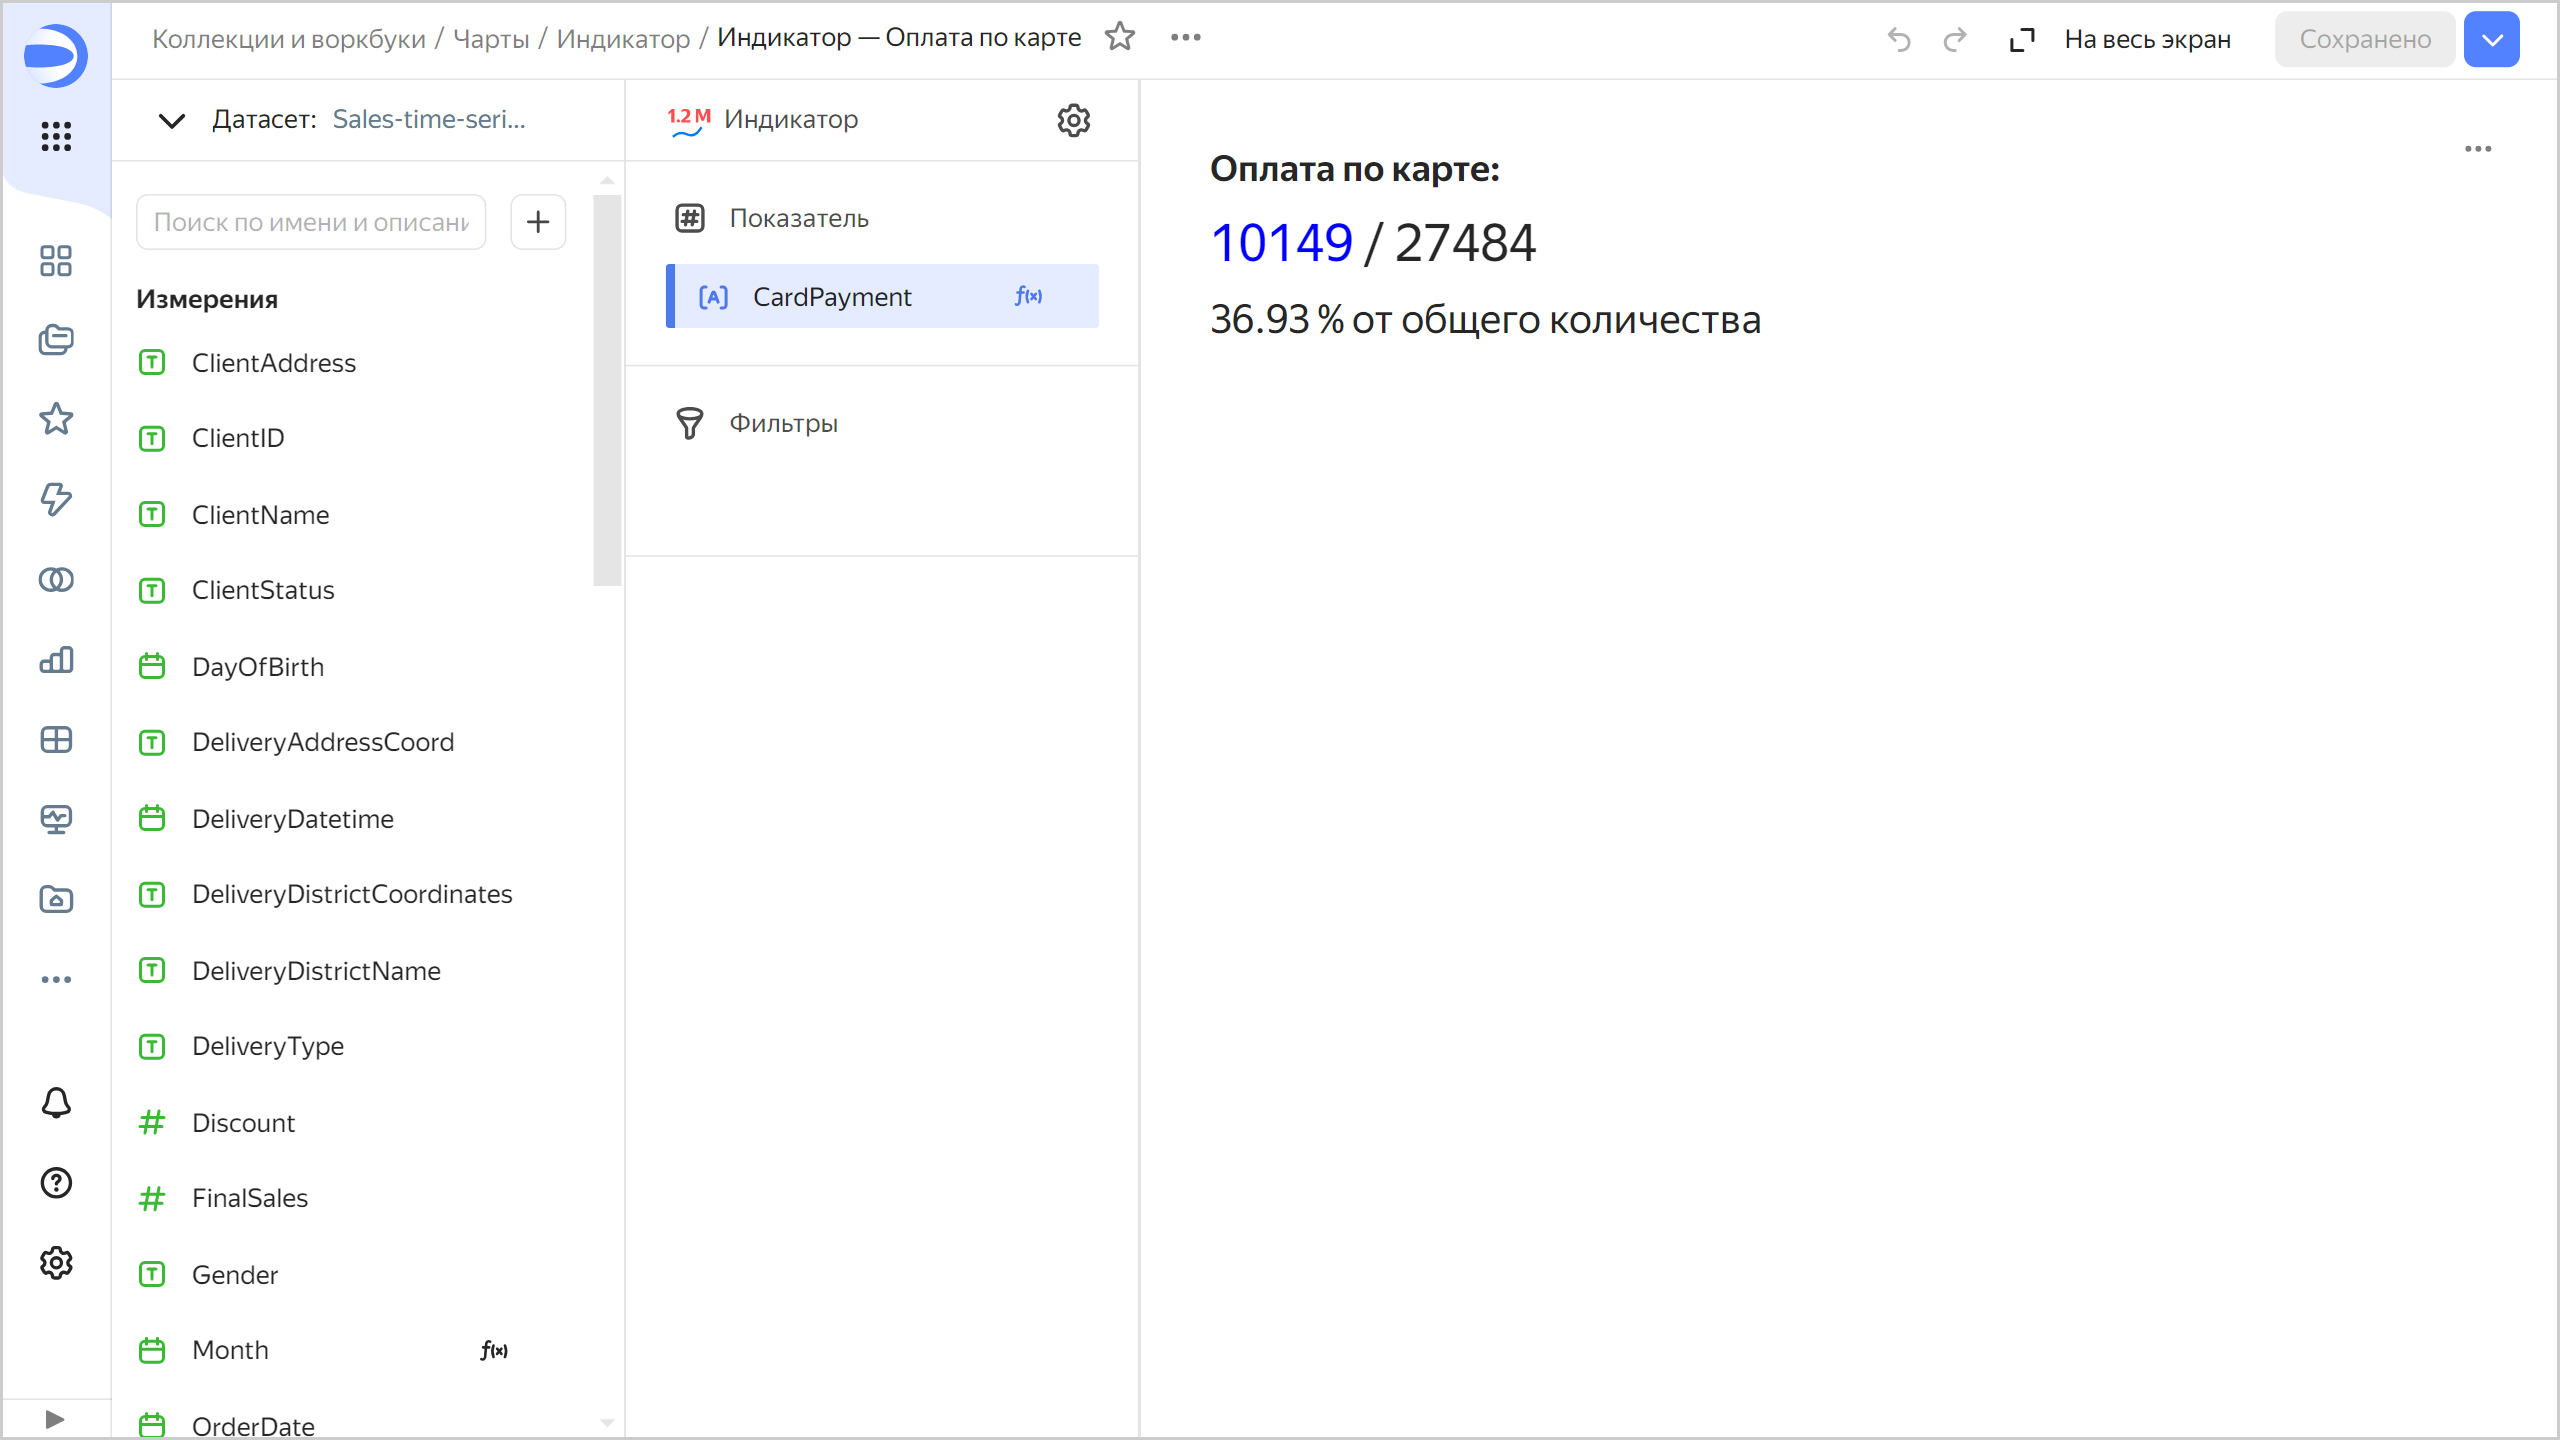 Коллекции и воркбуки / Чарты / Индикатор / Индикатор — Оплата по карте
На весь экран
Сохранено
Датасет: Sales-time-seri...
Поиск по имени и описани
Измерения
ClientAddress
ClientID
ClientName
ClientStatus
DayOfBirth
DeliveryAddressCoord
DeliveryDatetime
DeliveryDistrictCoordinates
DeliveryDistrictName
DeliveryType
Discount
FinalSales
Gender
Month f(x)
OrderDate
1.2 M Индикатор
Показатель
[A] CardPayment f(x)
Фильтры
Оплата по карте:
10149 / 27484
36.93 % от общего количества